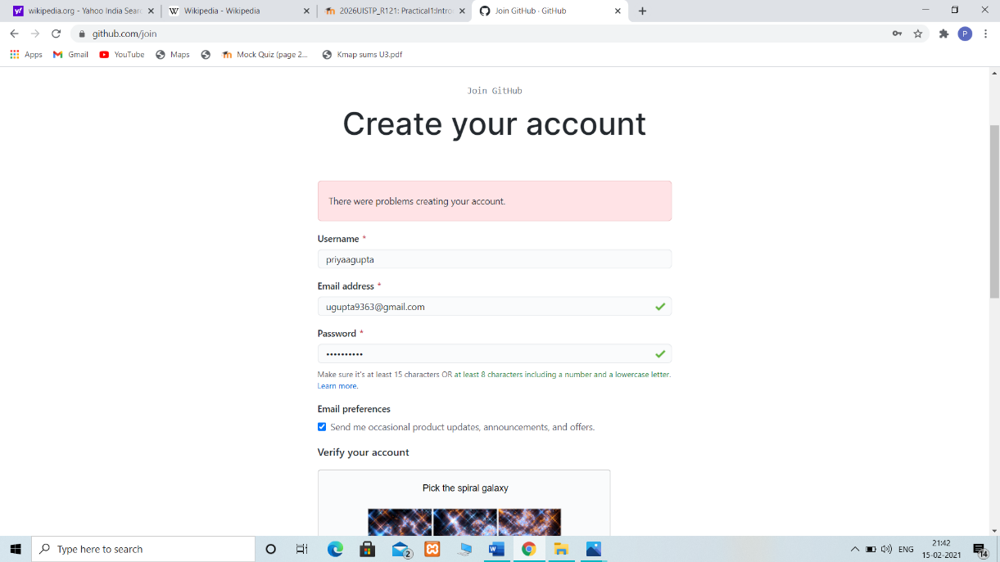 wikipedia.org - Yahoo India Sear
Wikipedia - Wikipedia
2026UISTP_R121: Practical1:Intro
Join GitHub · GitHub
github.com/join
P
Apps
Gmail
YouTube
Maps
Mock Quiz (page 2...
Kmap sums U3.pdf
Join GitHub
Create your account
There were problems creating your account.
Username *
priyaagupta
Email address *
ugupta9363@gmail.com
Password *
••••••••••
Make sure it's at least 15 characters OR at least 8 characters including a number and a lowercase letter.
Learn more.
Email preferences
Send me occasional product updates, announcements, and offers.
Verify your account
Pick the spiral galaxy
Type here to search
2
ENG
21:42
15-02-2021
14